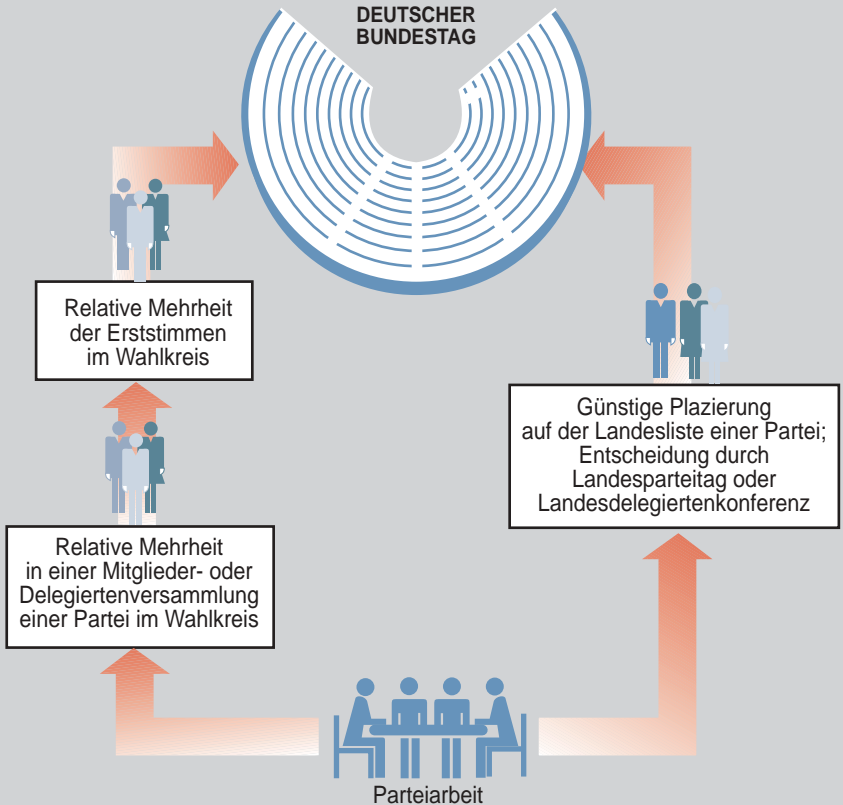 DEUTSCHER
BUNDESTAG
Relative Mehrheit
der Erststimmen
im Wahlkreis
Günstige Plazierung
auf der Landesliste einer Partei;
Entscheidung durch
Landesparteitag oder
Landesdelegiertenkonferenz
Relative Mehrheit
in einer Mitglieder- oder
Delegiertenversammlung
einer Partei im Wahlkreis
Parteiarbeit